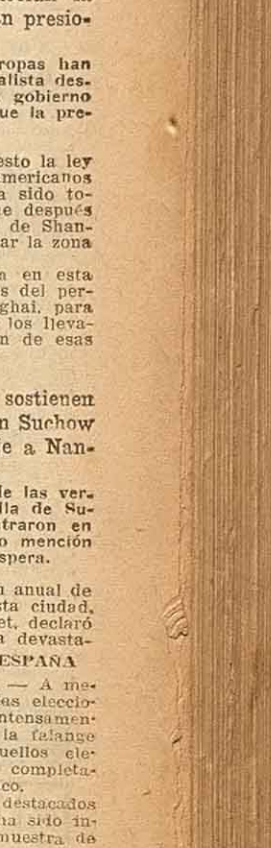 n presio-
ropas han
alista des-
gobierno
ue la pre-
esto la ley
mericanos
a sido to-
e después
de Shan-
ar la zona
en esta
s del per-
ghai, para
los lleva-
n de esas
sostienen
n Suchow
e a Nan-
de las ver-
lla de Su-
traron en
o mención
spera.
anual de
sta ciudad,
et, declaró
a devasta-
ESPAÑA
— A me-
as eleccio-
ntensamen-
la falange
uellos ele-
completa-
co.
destacados
ha sido in-
muestra de